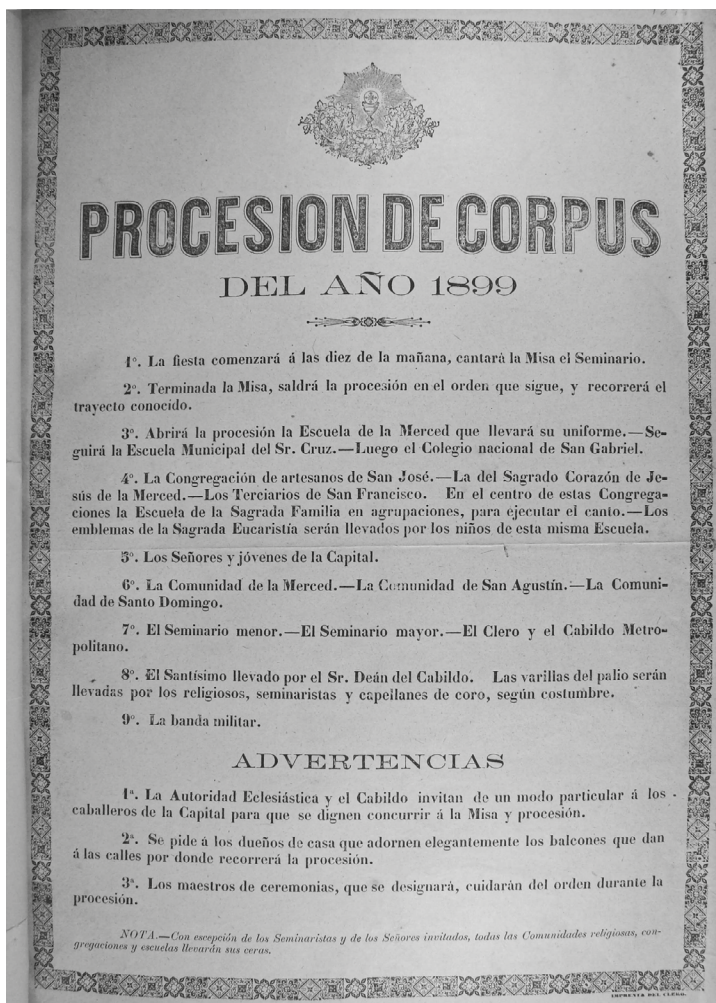 PROCESION DE CORPUS
DEL AÑO 1899
1º. La fiesta comenzará á las diez de la mañana, cantará la Misa el Seminario.
2º. Terminada la Misa, saldrá la procesión en el orden que sigue, y recorrerá el
trayecto conocido.
3º. Abrirá la procesión la Escuela de la Merced que llevará su uniforme.—Se-
guirá la Escuela Municipal del Sr. Cruz.—Luego el Colegio nacional de San Gabriel.
4º. La Congregación de artesanos de San José.—La del Sagrado Corazón de Je-
sús de la Merced.—Los Terciarios de San Francisco. En el centro de estas Congrega-
ciones la Escuela de la Sagrada Familia en agrupaciones, para ejecutar el canto.—Los
emblemas de la Sagrada Eucaristía serán llevados por los niños de esta misma Escuela.
5º. Los Señores y jóvenes de la Capital.
6º. La Comunidad de la Merced.—La Comunidad de San Agustín.—La Comuni-
dad de Santo Domingo.
7º. El Seminario menor.—El Seminario mayor.—El Clero y el Cabildo Metro-
politano.
8º. El Santísimo llevado por el Sr. Deán del Cabildo. Las varillas del palio serán
llevadas por los religiosos, seminaristas y capellanes de coro, según costumbre.
9º. La banda militar.
ADVERTENCIAS
1ª. La Autoridad Eclesiástica y el Cabildo invitan de un modo particular á los
caballeros de la Capital para que se dignen concurrir á la Misa y procesión.
2ª. Se pide á los dueños de casa que adornen elegantemente los balcones que dan
á las calles por donde recorrerá la procesión.
3ª. Los maestros de ceremonias, que se designará, cuidarán del orden durante la
procesión.
NOTA.—Con escepción de los Seminaristas y de los Señores invitados, todas las Comunidades religiosas, con-
gregaciones y escuelas llevarán sus ceras.
IMPRENTA DEL CLERO.